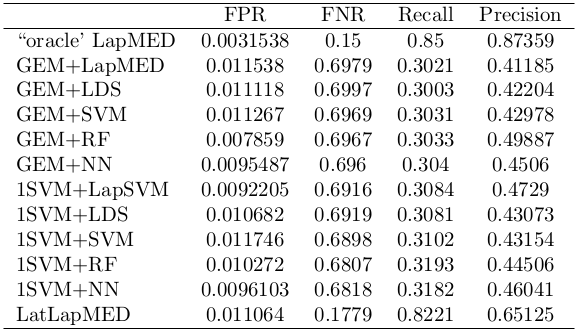 FPR FNR Recall Precision
“oracle’ LapMED 0.0031538 0.15 0.85 0.87359
GEM+LapMED 0.011538 0.6979 0.3021 0.41185
GEM+LDS 0.011118 0.6997 0.3003 0.42204
GEM+SVM 0.011267 0.6969 0.3031 0.42978
GEM+RF 0.007859 0.6967 0.3033 0.49887
GEM+NN 0.0095487 0.696 0.304 0.4506
1SVM+LapSVM 0.0092205 0.6916 0.3084 0.4729
1SVM+LDS 0.010682 0.6919 0.3081 0.43073
1SVM+SVM 0.011746 0.6898 0.3102 0.43154
1SVM+RF 0.010272 0.6807 0.3193 0.44506
1SVM+NN 0.0096103 0.6818 0.3182 0.46041
LatLapMED 0.011064 0.1779 0.8221 0.65125